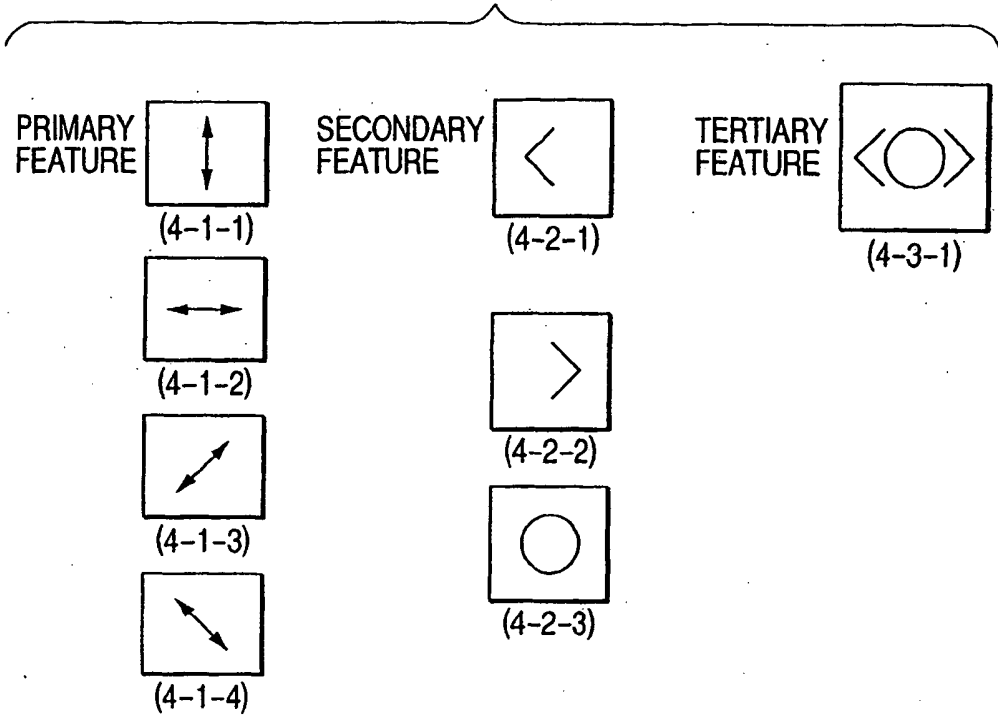 PRIMARY
FEATURE
(4-1-1)
(4-1-2)
(4-1-3)
(4-1-4)
SECONDARY
FEATURE
(4-2-1)
(4-2-2)
(4-2-3)
TERTIARY
FEATURE
(4-3-1)